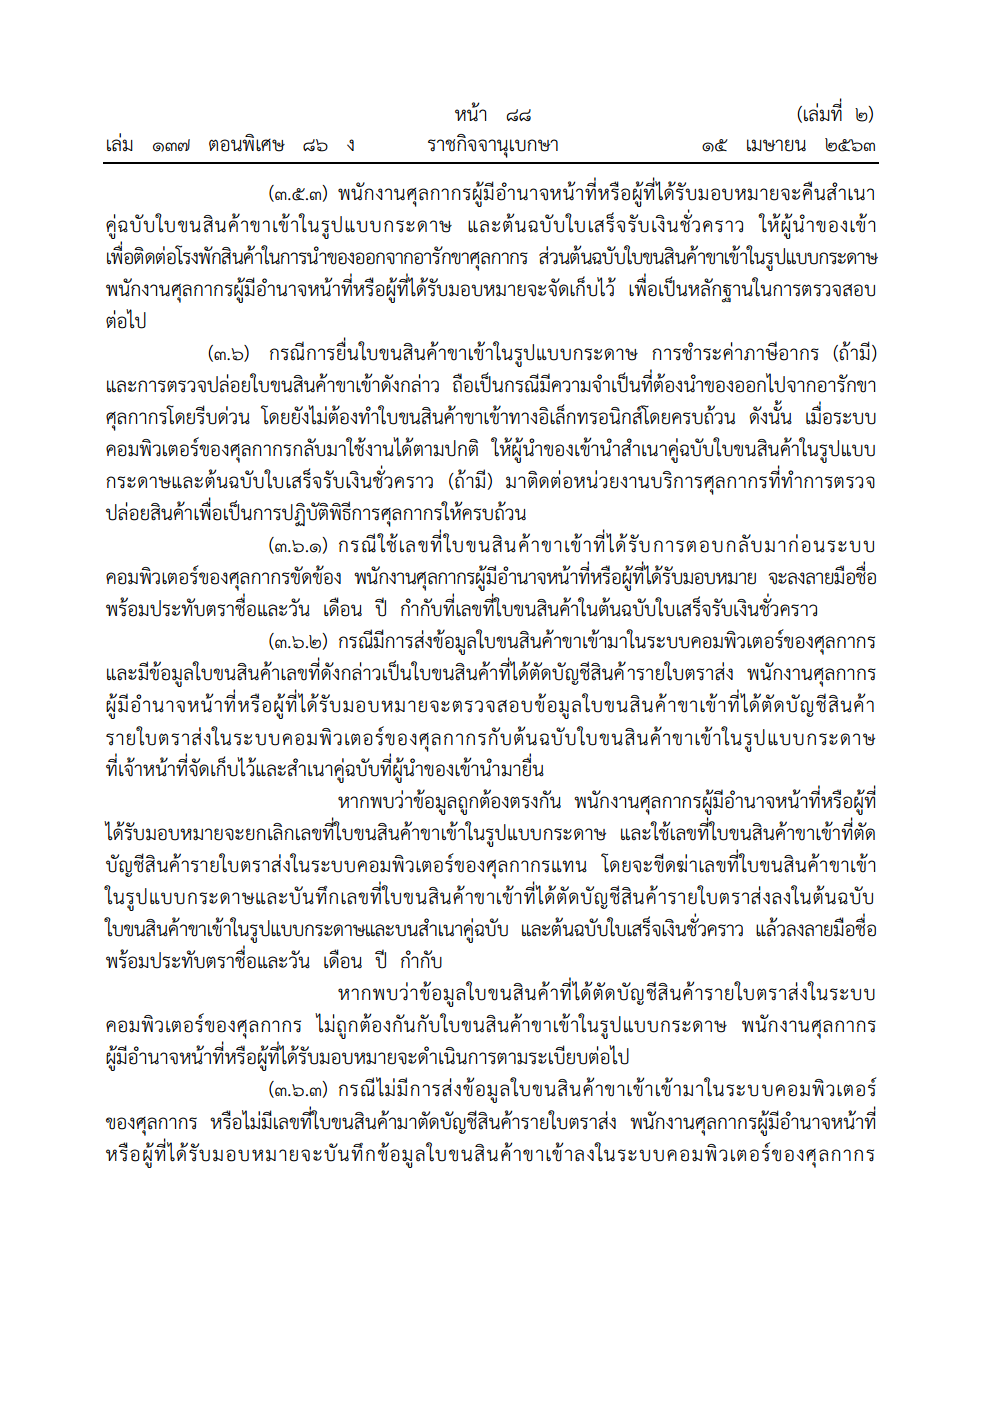 หน้า ๘๘
(เล่มที่ ๒)
เล่ม ๑๓๗ ตอนพิเศษ ๘๖ ง ราชกิจจานุเบกษา ๑๕ เมษายน ๒๕๖๓
(๓.๕.๓) พนักงานศุลกากรผู้มีอำนาจหน้าที่หรือผู้ที่ได้รับมอบหมายจะคืนสำเนา
คู่ฉบับใบขนสินค้าขาเข้าในรูปแบบกระดาษ และต้นฉบับใบเสร็จรับเงินชั่วคราว ให้ผู้นำของเข้า
เพื่อติดต่อโรงพักสินค้าในการนำของออกจากอารักขาศุลกากร ส่วนต้นฉบับใบขนสินค้าขาเข้าในรูปแบบกระดาษ
พนักงานศุลกากรผู้มีอำนาจหน้าที่หรือผู้ที่ได้รับมอบหมายจะจัดเก็บไว้ เพื่อเป็นหลักฐานในการตรวจสอบ
ต่อไป
(๓.๖) กรณีการยื่นใบขนสินค้าขาเข้าในรูปแบบกระดาษ การชำระค่าภาษีอากร (ถ้ามี)
และการตรวจปล่อยใบขนสินค้าขาเข้าดังกล่าว ถือเป็นกรณีมีความจำเป็นที่ต้องนำของออกไปจากอารักขา
ศุลกากรโดยรีบด่วน โดยยังไม่ต้องทำใบขนสินค้าขาเข้าทางอิเล็กทรอนิกส์โดยครบถ้วน ดังนั้น เมื่อระบบ
คอมพิวเตอร์ของศุลกากรกลับมาใช้งานได้ตามปกติ ให้ผู้นำของเข้านำสำเนาคู่ฉบับใบขนสินค้าในรูปแบบ
กระดาษและต้นฉบับใบเสร็จรับเงินชั่วคราว (ถ้ามี) มาติดต่อหน่วยงานบริการศุลกากรที่ทำการตรวจ
ปล่อยสินค้าเพื่อเป็นการปฏิบัติพิธีการศุลกากรให้ครบถ้วน
(๓.๖.๑) กรณีใช้เลขที่ใบขนสินค้าขาเข้าที่ได้รับการตอบกลับมาก่อนระบบ
คอมพิวเตอร์ของศุลกากรขัดข้อง พนักงานศุลกากรผู้มีอำนาจหน้าที่หรือผู้ที่ได้รับมอบหมาย จะลงลายมือชื่อ
พร้อมประทับตราชื่อและวัน เดือน ปี กำกับที่เลขที่ใบขนสินค้าในต้นฉบับใบเสร็จรับเงินชั่วคราว
(๓.๖.๒) กรณีมีการส่งข้อมูลใบขนสินค้าขาเข้ามาในระบบคอมพิวเตอร์ของศุลกากร
และมีข้อมูลใบขนสินค้าเลขที่ดังกล่าวเป็นใบขนสินค้าที่ได้ตัดบัญชีสินค้ารายใบตราส่ง พนักงานศุลกากร
ผู้มีอำนาจหน้าที่หรือผู้ที่ได้รับมอบหมายจะตรวจสอบข้อมูลใบขนสินค้าขาเข้าที่ได้ตัดบัญชีสินค้า
รายใบตราส่งในระบบคอมพิวเตอร์ของศุลกากรกับต้นฉบับใบขนสินค้าขาเข้าในรูปแบบกระดาษ
ที่เจ้าหน้าที่จัดเก็บไว้และสำเนาคู่ฉบับที่ผู้นำของเข้านำมายื่น
หากพบว่าข้อมูลถูกต้องตรงกัน พนักงานศุลกากรผู้มีอำนาจหน้าที่หรือผู้ที่
ได้รับมอบหมายจะยกเลิกเลขที่ใบขนสินค้าขาเข้าในรูปแบบกระดาษ และใช้เลขที่ใบขนสินค้าขาเข้าที่ตัด
บัญชีสินค้ารายใบตราส่งในระบบคอมพิวเตอร์ของศุลกากรแทน โดยจะขีดฆ่าเลขที่ใบขนสินค้าขาเข้า
ในรูปแบบกระดาษและบันทึกเลขที่ใบขนสินค้าขาเข้าที่ได้ตัดบัญชีสินค้ารายใบตราส่งลงในต้นฉบับ
ใบขนสินค้าขาเข้าในรูปแบบกระดาษและบนสำเนาคู่ฉบับ และต้นฉบับใบเสร็จเงินชั่วคราว แล้วลงลายมือชื่อ
พร้อมประทับตราชื่อและวัน เดือน ปี กำกับ
หากพบว่าข้อมูลใบขนสินค้าที่ได้ตัดบัญชีสินค้ารายใบตราส่งในระบบ
คอมพิวเตอร์ของศุลกากร ไม่ถูกต้องกันกับใบขนสินค้าขาเข้าในรูปแบบกระดาษ พนักงานศุลกากร
ผู้มีอำนาจหน้าที่หรือผู้ที่ได้รับมอบหมายจะดำเนินการตามระเบียบต่อไป
(๓.๖.๓) กรณีไม่มีการส่งข้อมูลใบขนสินค้าขาเข้าเข้ามาในระบบคอมพิวเตอร์
ของศุลกากร หรือไม่มีเลขที่ใบขนสินค้ามาตัดบัญชีสินค้ารายใบตราส่ง พนักงานศุลกากรผู้มีอำนาจหน้าที่
หรือผู้ที่ได้รับมอบหมายจะบันทึกข้อมูลใบขนสินค้าขาเข้าลงในระบบคอมพิวเตอร์ของศุลกากร